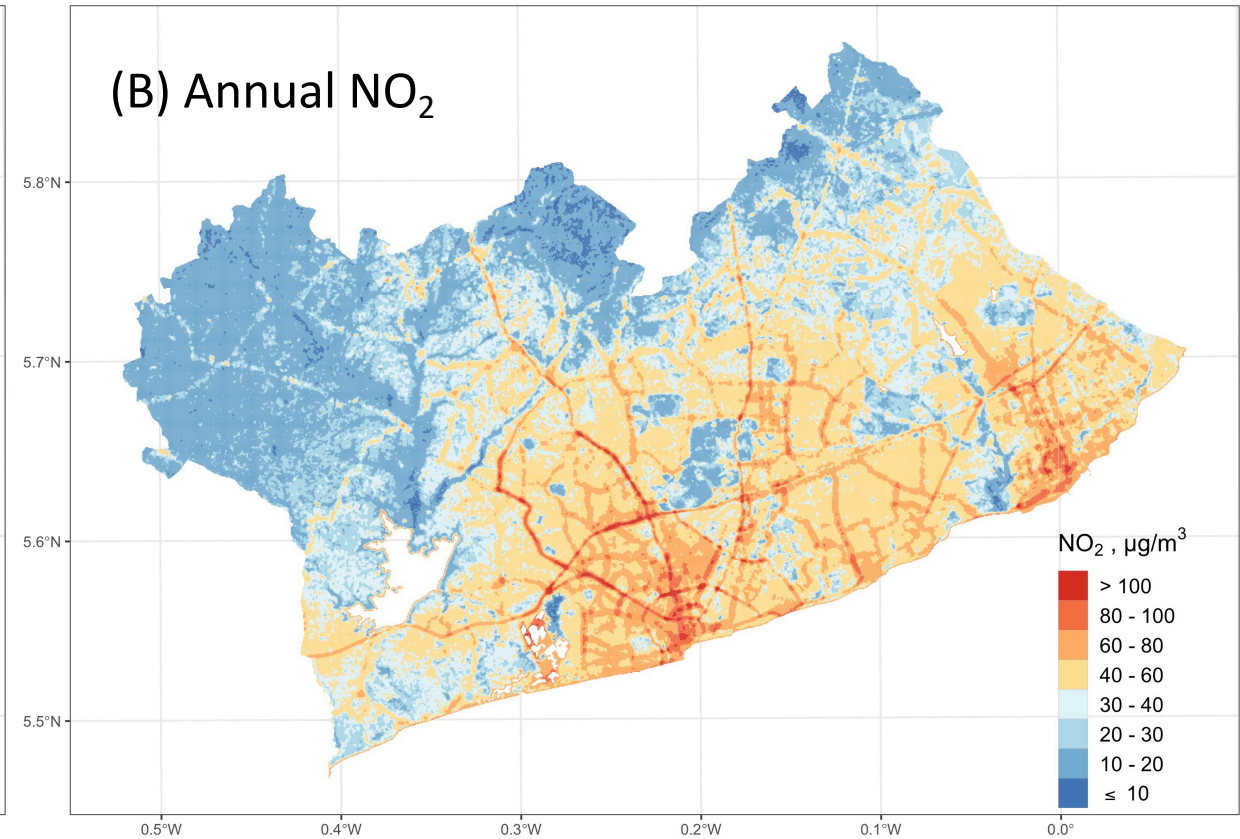 (B) Annual NO₂
5.8°N
5.7°N
5.6°N
5.5°N
NO₂ , µg/m³
> 100
80 - 100
60 - 80
40 - 60
30 - 40
20 - 30
10 - 20
≤ 10
0.5°W 0.4°W 0.3°W 0.2°W 0.1°W 0.0°